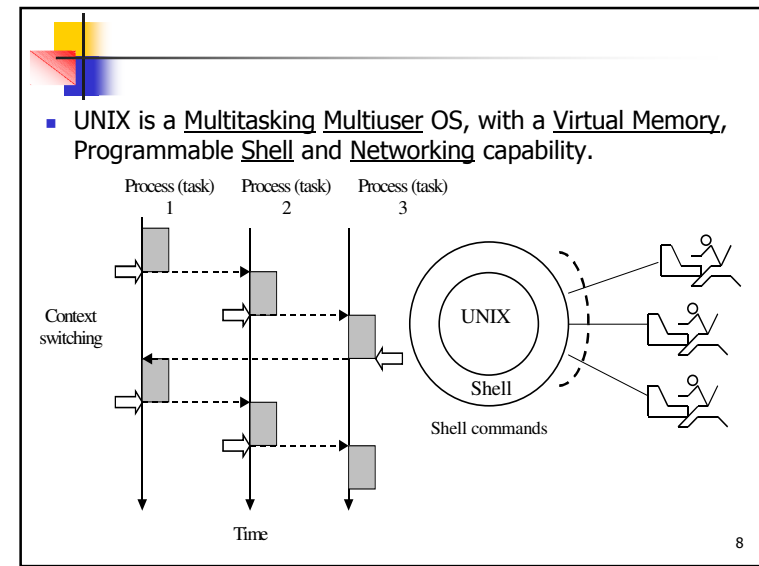 UNIX is a Multitasking Multiuser OS, with a Virtual Memory,
Programmable Shell and Networking capability.
Process (task)
1
Process (task)
2
Process (task)
3
Context
switching
UNIX
Shell
Shell commands
Time
8